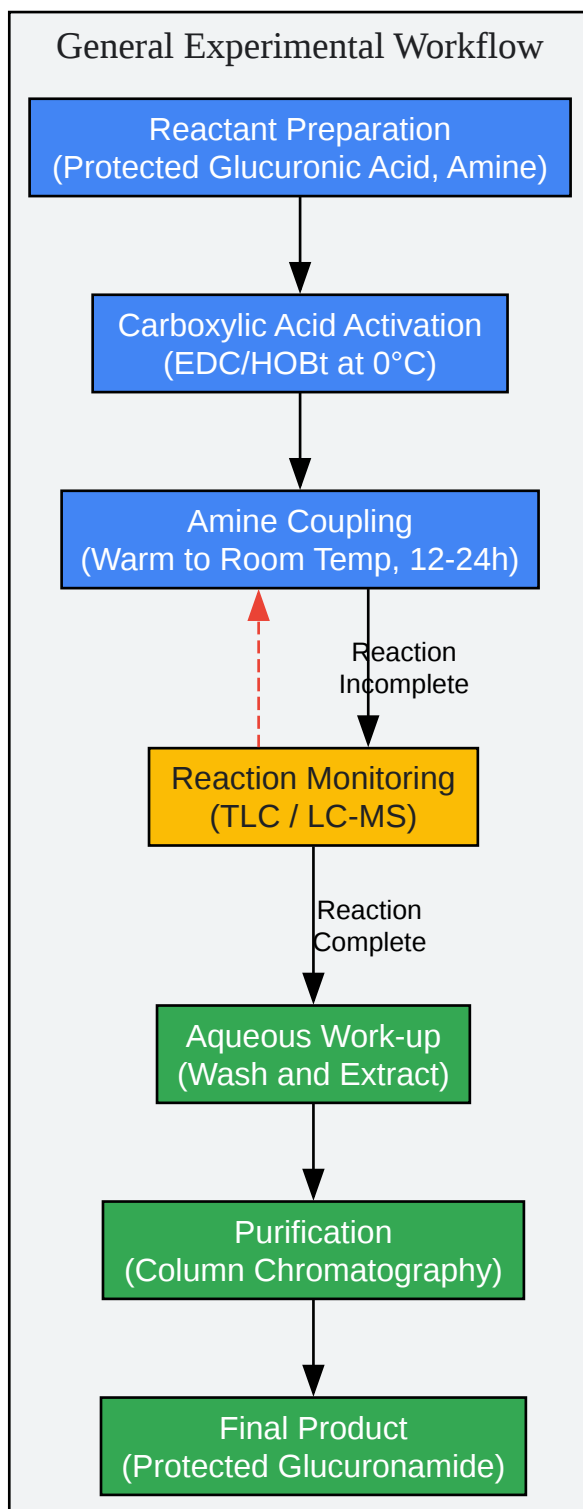 General Experimental Workflow
Reactant Preparation
(Protected Glucuronic Acid, Amine)
Carboxylic Acid Activation
(EDC/HOBt at 0°C)
Amine Coupling
(Warm to Room Temp, 12-24h)
Reaction
Incomplete
Reaction Monitoring
(TLC / LC-MS)
Reaction
Complete
Aqueous Work-up
(Wash and Extract)
Purification
(Column Chromatography)
Final Product
(Protected Glucuronamide)